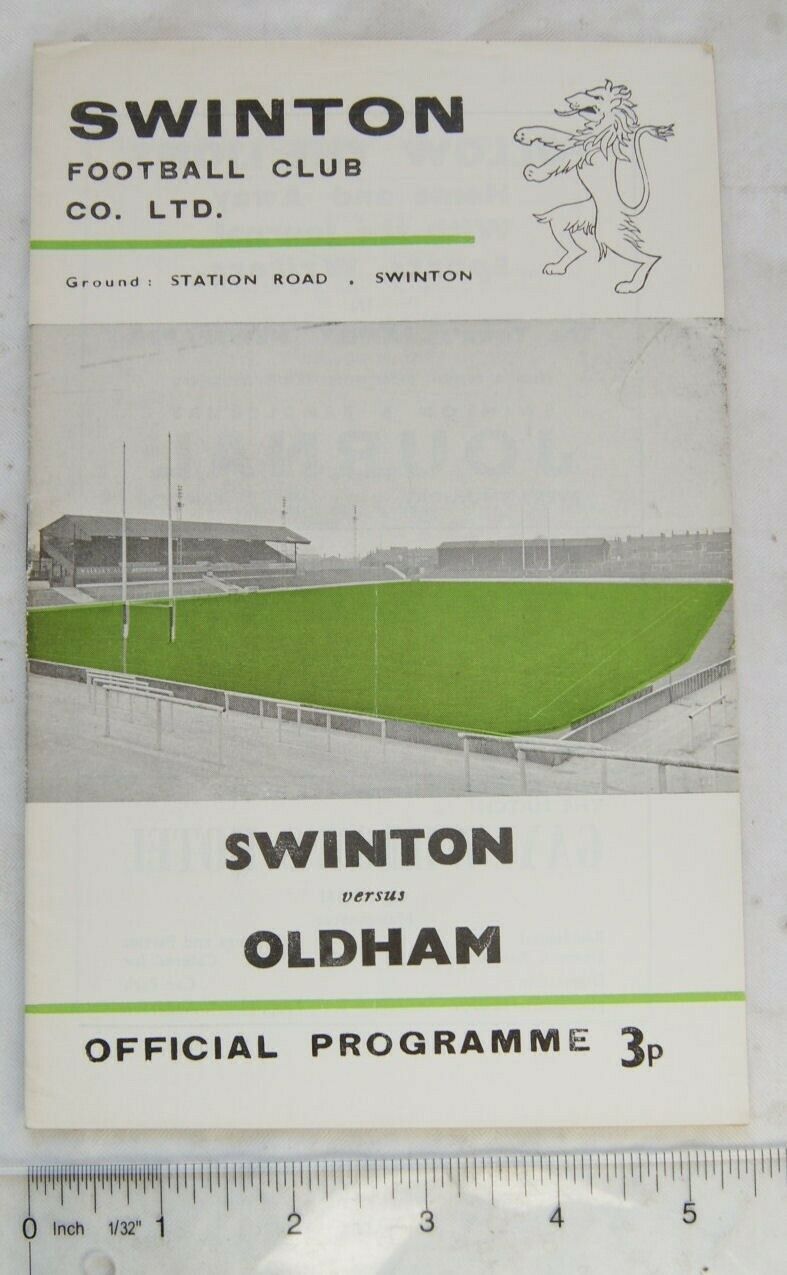 SWINTON
FOOTBALL CLUB
CO. LTD.
Ground: STATION ROAD . SWINTON
SWINTON
versus
OLDHAM
OFFICIAL PROGRAMME 3p
0 Inch 1/32" 1 2 3 4 5